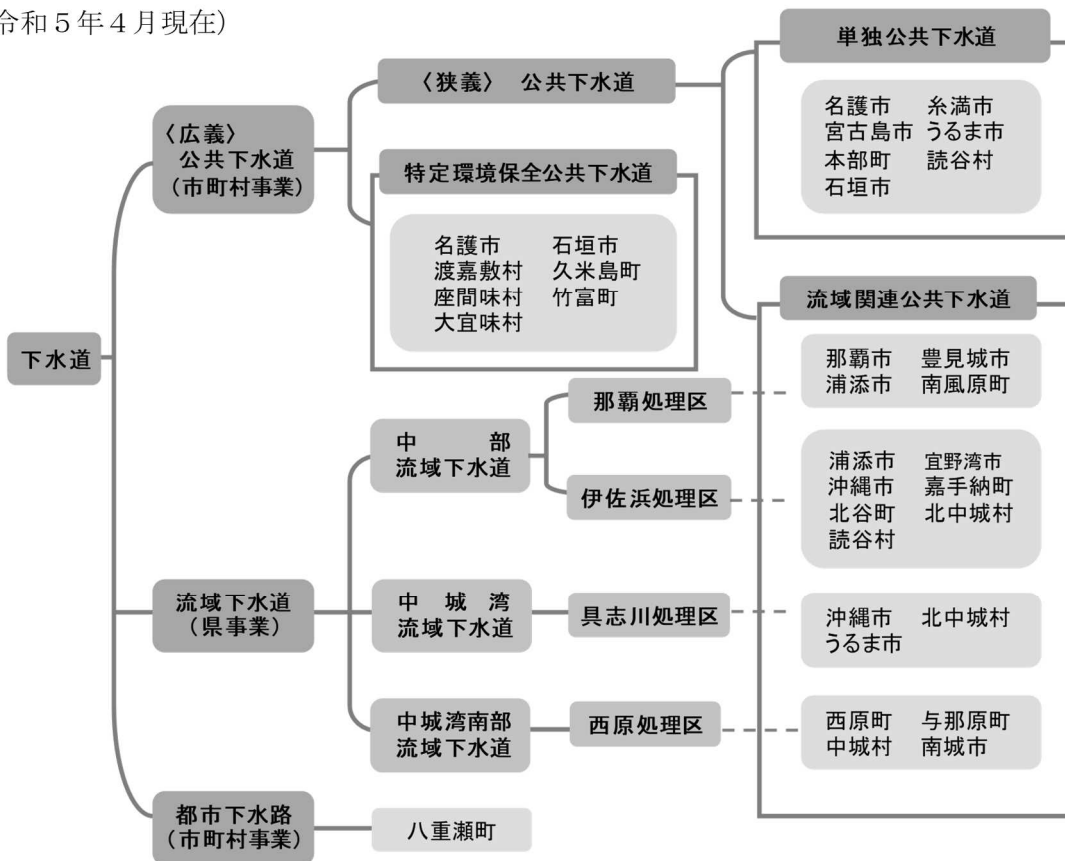 令和５年４月現在）
下水道
〈広義〉
公共下水道
（市町村事業）
〈狭義〉 公共下水道
単独公共下水道
名護市 糸満市
宮古島市 うるま市
本部町 読谷村
石垣市
特定環境保全公共下水道
名護市 石垣市
渡嘉敷村 久米島町
座間味村 竹富町
大宜味村
流域関連公共下水道
那覇市 豊見城市
浦添市 南風原町
浦添市 宜野湾市
沖縄市 嘉手納町
北谷町 北中城村
読谷村
沖縄市 北中城村
うるま市
西原町 与那原町
中城村 南城市
流域下水道
（県事業）
中部
流域下水道
那覇処理区
伊佐浜処理区
中城湾
流域下水道
具志川処理区
中城湾南部
流域下水道
西原処理区
都市下水路
（市町村事業）
八重瀬町